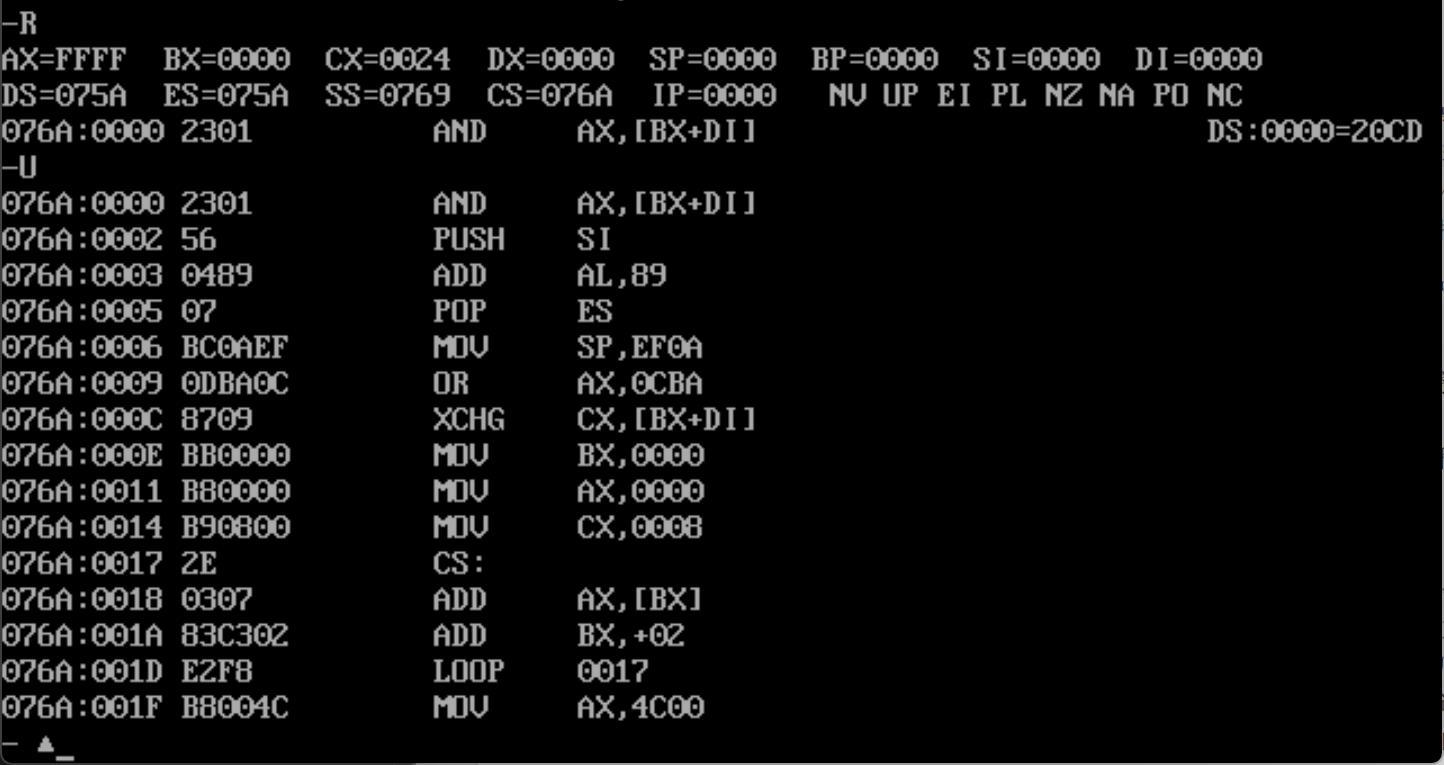 -R
AX=FFFF  BX=0000  CX=0024  DX=0000  SP=0000  BP=0000  SI=0000  DI=0000
DS=075A  ES=075A  SS=0769  CS=076A  IP=0000   NV UP EI PL NZ NA PO NC
076A:0000 2301          AND     AX,[BX+DI]                         DS:0000=20CD
-U
076A:0000 2301          AND     AX,[BX+DI]
076A:0002 56            PUSH    SI
076A:0003 0489          ADD     AL,89
076A:0005 07            POP     ES
076A:0006 BC0AEF        MOV     SP,EF0A
076A:0009 0DBA0C        OR      AX,0CBA
076A:000C 8709          XCHG    CX,[BX+DI]
076A:000E BB0000        MOV     BX,0000
076A:0011 B80000        MOV     AX,0000
076A:0014 B90800        MOV     CX,0008
076A:0017 2E            CS:
076A:0018 0307          ADD     AX,[BX]
076A:001A 83C302        ADD     BX,+02
076A:001D E2F8          LOOP    0017
076A:001F B8004C        MOV     AX,4C00
- ▲_